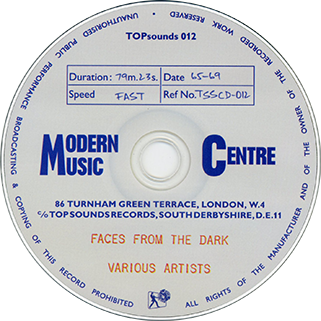 TOPsounds 012
Duration: 79m.23s. Date 65-69
Speed FAST Ref No. TSSCD-012
MODERN MUSIC CENTRE
86 TURNHAM GREEN TERRACE, LONDON, W.4
C/o TOP SOUNDS RECORDS, SOUTH DERBYSHIRE, D.E.11
FACES FROM THE DARK
VARIOUS ARTISTS
ALL RIGHTS OF THE MANUFACTURER AND OF THE OWNER OF THE RECORDED WORK RESERVED • UNAUTHORISED PUBLIC PERFORMANCE BROADCASTING & COPYING OF THIS RECORD PROHIBITED